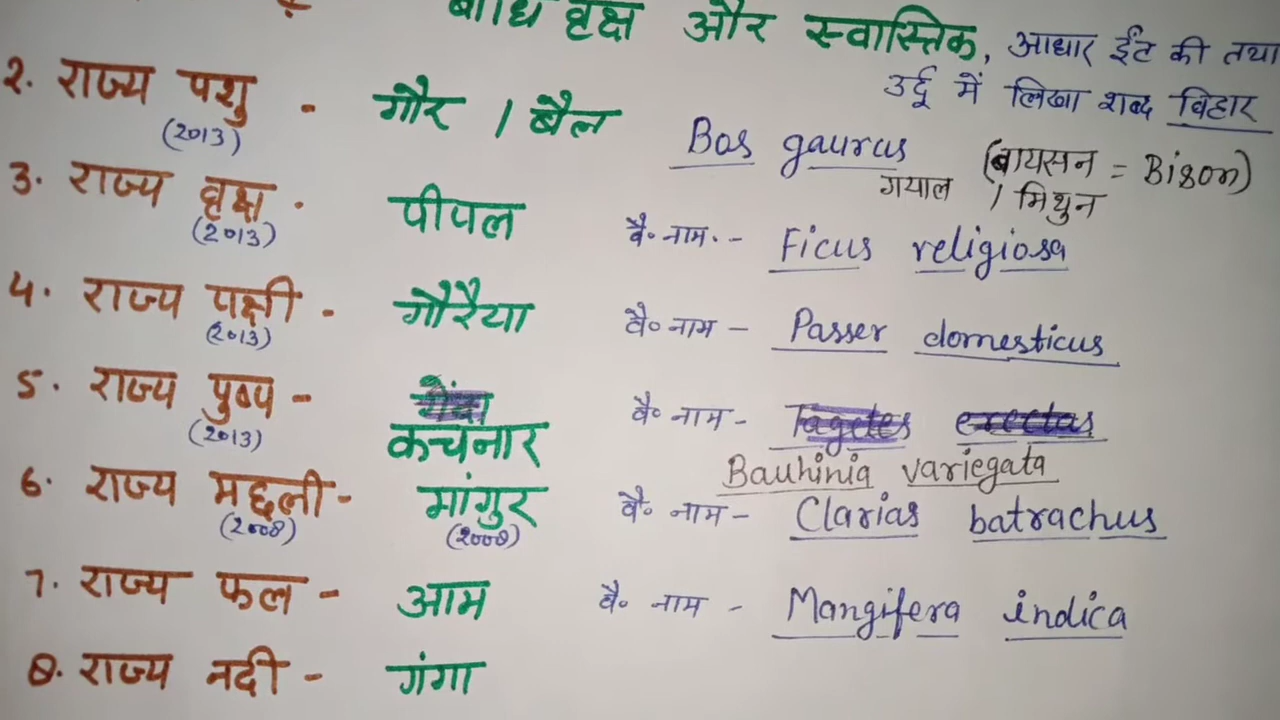 बोधि वृक्ष और स्वास्तिक, आधार ईंट की तथा
उर्दू में लिखा शब्द बिहार
2. राज्य पशु - गौर / बैल Bos gaurus (बायसन = Bison)
(2013) गयाल / मिथुन
3. राज्य वृक्ष - पीपल वै॰ नाम - Ficus religiosa
(2013)
4. राज्य पक्षी - गौरैया वै॰ नाम - Passer domesticus
(2013)
5. राज्य पुष्प - गेंदा वै॰ नाम - Tagetes erectas
(2013) कचनार Bauhinia variegata
6. राज्य मछली - मांगुर वै॰ नाम - Clarias batrachus
(2008) (2008)
7. राज्य फल - आम वै॰ नाम - Mangifera indica
8. राज्य नदी - गंगा